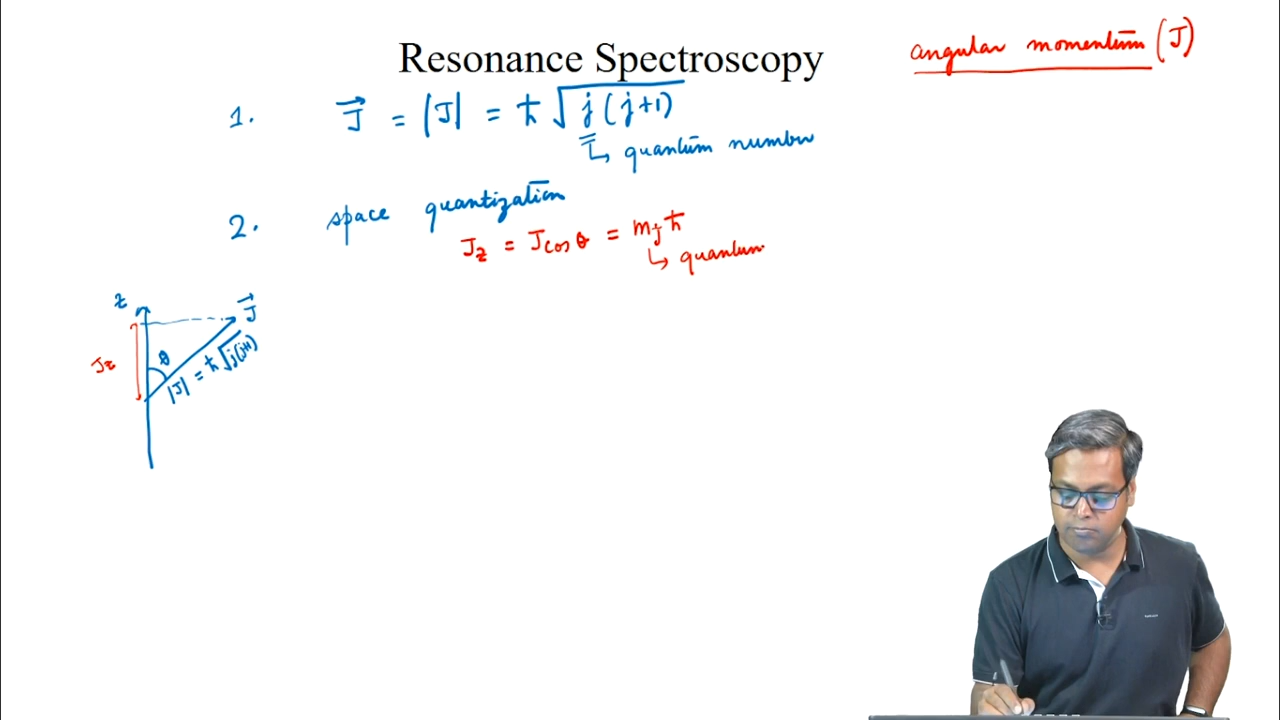 Resonance Spectroscopy
angular momentum (J)
1. J⃗ = |J| = ħ √j(j+1)
↳ quantum number
2. space quantization
J_z = J cos θ = m_j ħ
↳ quantum
z
J⃗
J_z
θ
|J| = ħ √j(j+1)